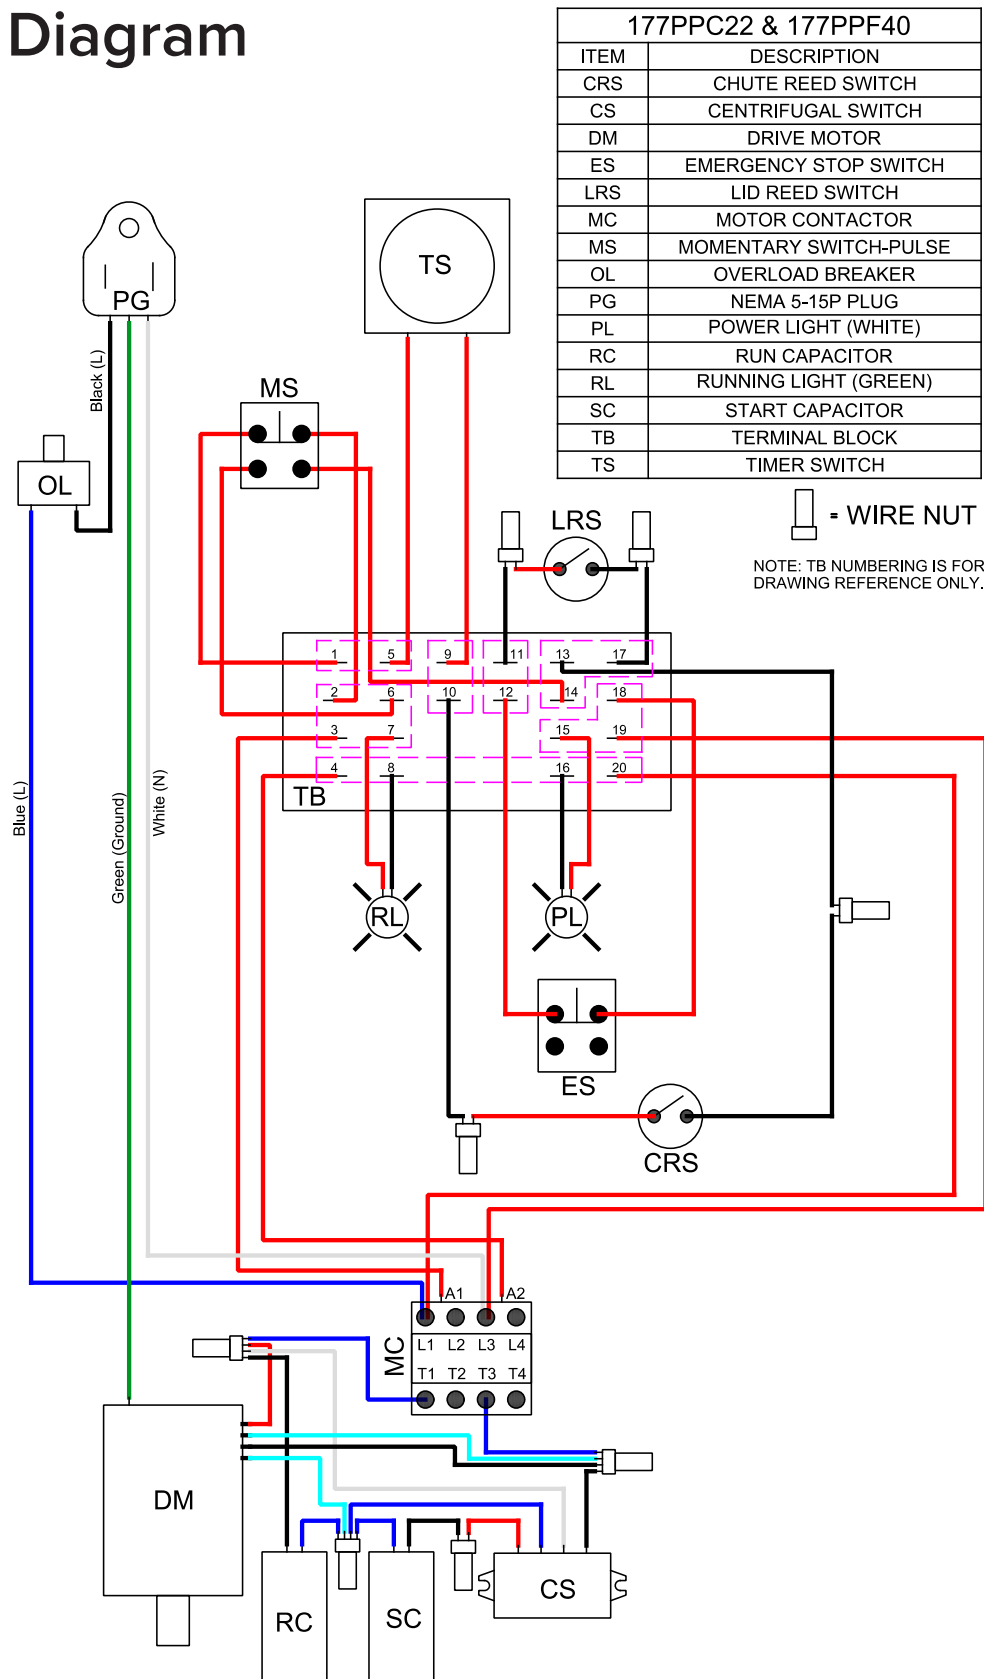 Diagram
177PPC22 & 177PPF40
ITEM DESCRIPTION
CRS CHUTE REED SWITCH
CS CENTRIFUGAL SWITCH
DM DRIVE MOTOR
ES EMERGENCY STOP SWITCH
LRS LID REED SWITCH
MC MOTOR CONTACTOR
MS MOMENTARY SWITCH-PULSE
OL OVERLOAD BREAKER
PG NEMA 5-15P PLUG
PL POWER LIGHT (WHITE)
RC RUN CAPACITOR
RL RUNNING LIGHT (GREEN)
SC START CAPACITOR
TB TERMINAL BLOCK
TS TIMER SWITCH
= WIRE NUT
NOTE: TB NUMBERING IS FOR
DRAWING REFERENCE ONLY.
PG
TS
Black (L)
MS
OL
LRS
1 5 9 11 13 17
2 6 10 12 14 18
3 7 15 19
4 8 16 20
TB
Blue (L)
Green (Ground)
White (N)
RL
PL
ES
CRS
A1 A2
MC
L1 L2 L3 L4
T1 T2 T3 T4
DM
RC
SC
CS